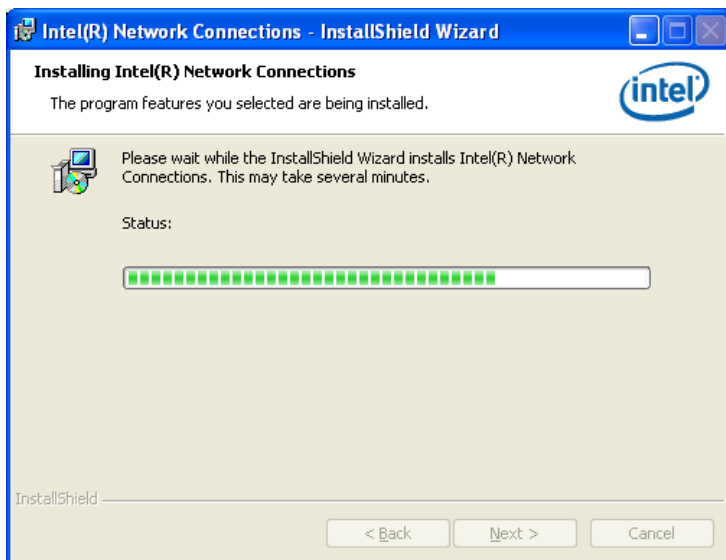 Intel(R) Network Connections - InstallShield Wizard
Installing Intel(R) Network Connections
The program features you selected are being installed.
intel
Please wait while the InstallShield Wizard installs Intel(R) Network
Connections. This may take several minutes.
Status:
InstallShield
< Back Next > Cancel